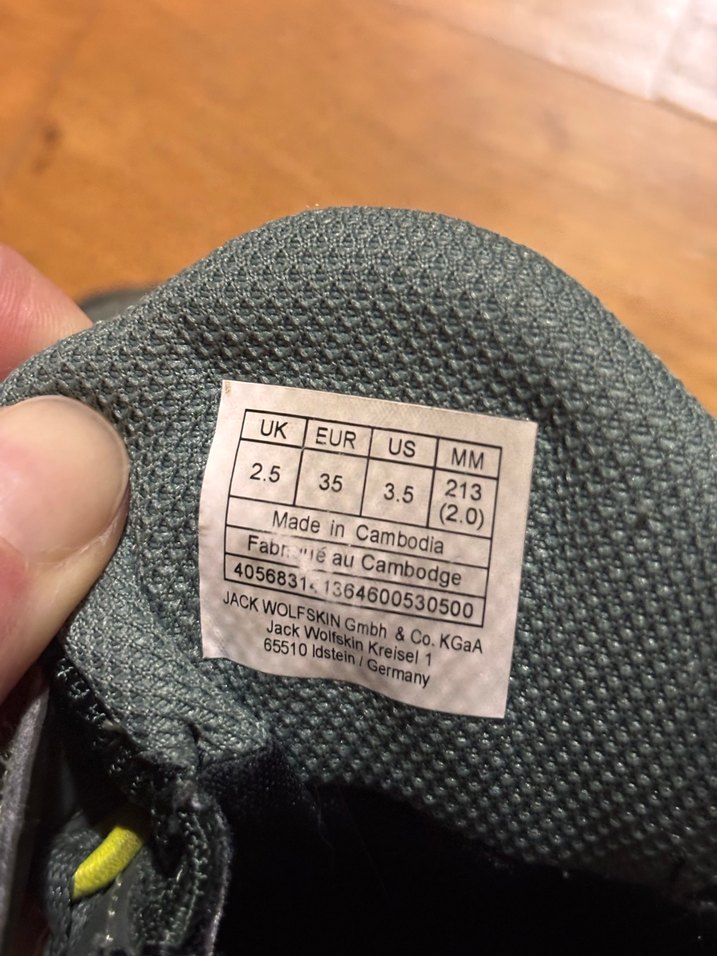 UK EUR US MM
2.5 35 3.5 213 (2.0)
Made in Cambodia
au Cambodge
JACK WOLFSKIN Gmbh & Co. KGaA
Jack Wolfskin Kreisel 1
65510 Idstein / Germany